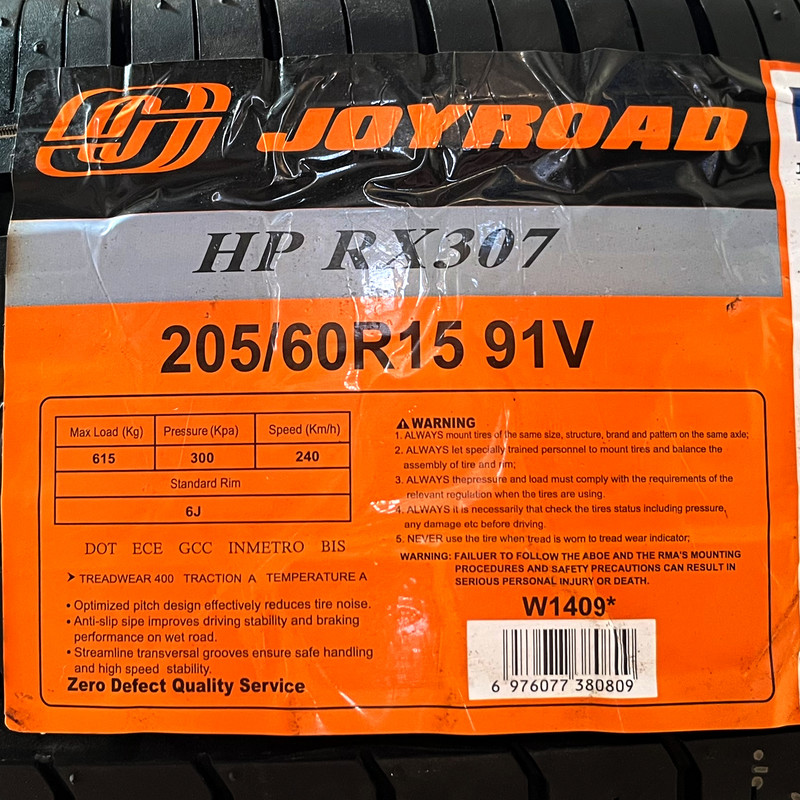 JOYROAD
HP RX307
205/60R15 91V
Max Load (Kg) Pressure (Kpa) Speed (Km/h)
615 300 240
Standard Rim
6J
DOT ECE GCC INMETRO BIS
➤ TREADWEAR 400 TRACTION A TEMPERATURE A
• Optimized pitch design effectively reduces tire noise.
• Anti-slip sipe improves driving stability and braking
performance on wet road.
• Streamline transversal grooves ensure safe handling
and high speed stability.
Zero Defect Quality Service
⚠WARNING
1. ALWAYS mount tires of the same size, structure, brand and pattern on the same axle;
2. ALWAYS let specially trained personnel to mount tires and balance the
assembly of tire and rim;
3. ALWAYS thepressure and load must comply with the requirements of the
relevant regulation when the tires are using.
4. ALWAYS it is necessarily that check the tires status including pressure,
any damage etc before driving.
5. NEVER use the tire when tread is worn to tread wear indicator;
WARNING: FAILUER TO FOLLOW THE ABOE AND THE RMA'S MOUNTING
PROCEDURES AND SAFETY PRECAUTIONS CAN RESULT IN
SERIOUS PERSONAL INJURY OR DEATH.
W1409*
6 976077 380809